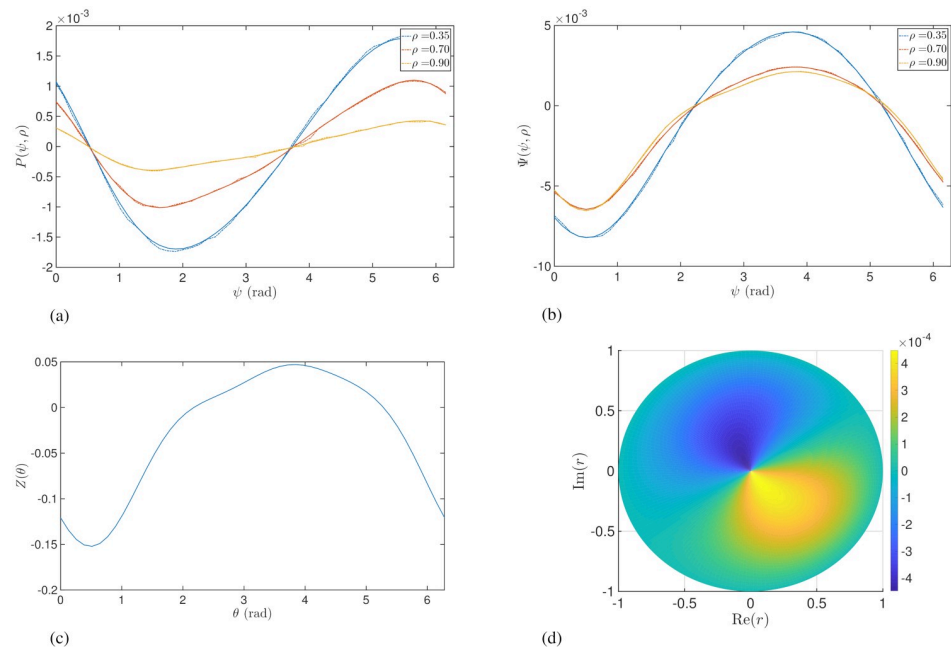 ×10⁻³
2
1.5
1
0.5
0
-0.5
-1
-1.5
-2
P(ψ, ρ)
0 1 2 3 4 5 6
ψ (rad)
ρ =0.35
ρ =0.70
ρ =0.90
(a)
×10⁻³
5
0
-5
-10
Ψ(ψ, ρ)
0 1 2 3 4 5 6
ψ (rad)
ρ =0.35
ρ =0.70
ρ =0.90
(b)
0.05
0
-0.05
-0.1
-0.15
-0.2
Z(θ)
0 1 2 3 4 5 6
θ (rad)
(c)
1
0.5
0
-0.5
-1
Im(r)
-1 -0.5 0 0.5 1
Re(r)
×10⁻⁴
4
3
2
1
0
-1
-2
-3
-4
(d)